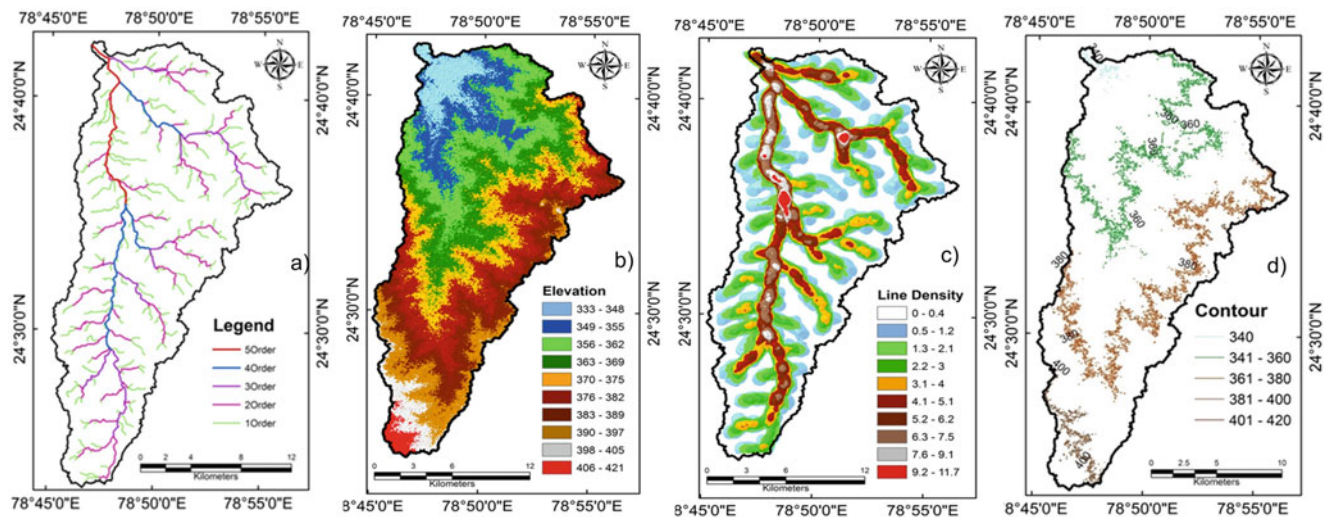 78°45'0"E 78°50'0"E 78°55'0"E
N
W E
S
24°40'0"N
24°40'0"N
24°30'0"N
24°30'0"N
a)
Legend
5Order
4Order
3Order
2Order
1Order
0 2 4 8 12
Kilometers
78°45'0"E 78°50'0"E 78°55'0"E
78°45'0"E 78°50'0"E 78°55'0"E
N
W E
S
24°40'0"N
24°30'0"N
b)
Elevation
333 - 348
349 - 355
356 - 362
363 - 369
370 - 375
376 - 382
383 - 389
390 - 397
398 - 405
406 - 421
0 3 6 12
Kilometers
78°45'0"E 78°50'0"E 78°55'0"E
78°45'0"E 78°50'0"E 78°55'0"E
N
W E
S
24°40'0"N
24°30'0"N
c)
Line Density
0 - 0.4
0.5 - 1.2
1.3 - 2.1
2.2 - 3
3.1 - 4
4.1 - 5.1
5.2 - 6.2
6.3 - 7.5
7.6 - 9.1
9.2 - 11.7
0 3 6 12
Kilometers
8°45'0"E 78°50'0"E 78°55'0"E
78°45'0"E 78°50'0"E 78°55'0"E
N
W E
S
24°40'0"N
24°30'0"N
340
380
360
360
360
360
380
380
380
400
400
d)
Contour
340
341 - 360
361 - 380
381 - 400
401 - 420
0 2.5 5 10
Kilometers
8°45'0"E 78°50'0"E 78°55'0"E